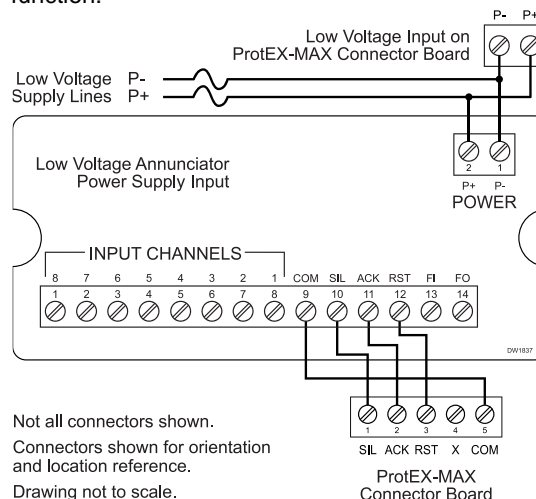 function.
P- P+
Low Voltage Input on
ProtEX-MAX Connector Board
Low Voltage P-
Supply Lines P+
Low Voltage Annunciator
Power Supply Input
2 1
P+ P-
POWER
INPUT CHANNELS
8 7 6 5 4 3 2 1 COM SIL ACK RST FI FO
1 2 3 4 5 6 7 8 9 10 11 12 13 14
DW1837
1 2 3 4 5
SIL ACK RST X COM
ProtEX-MAX
Connector Board
Not all connectors shown.
Connectors shown for orientation
and location reference.
Drawing not to scale.